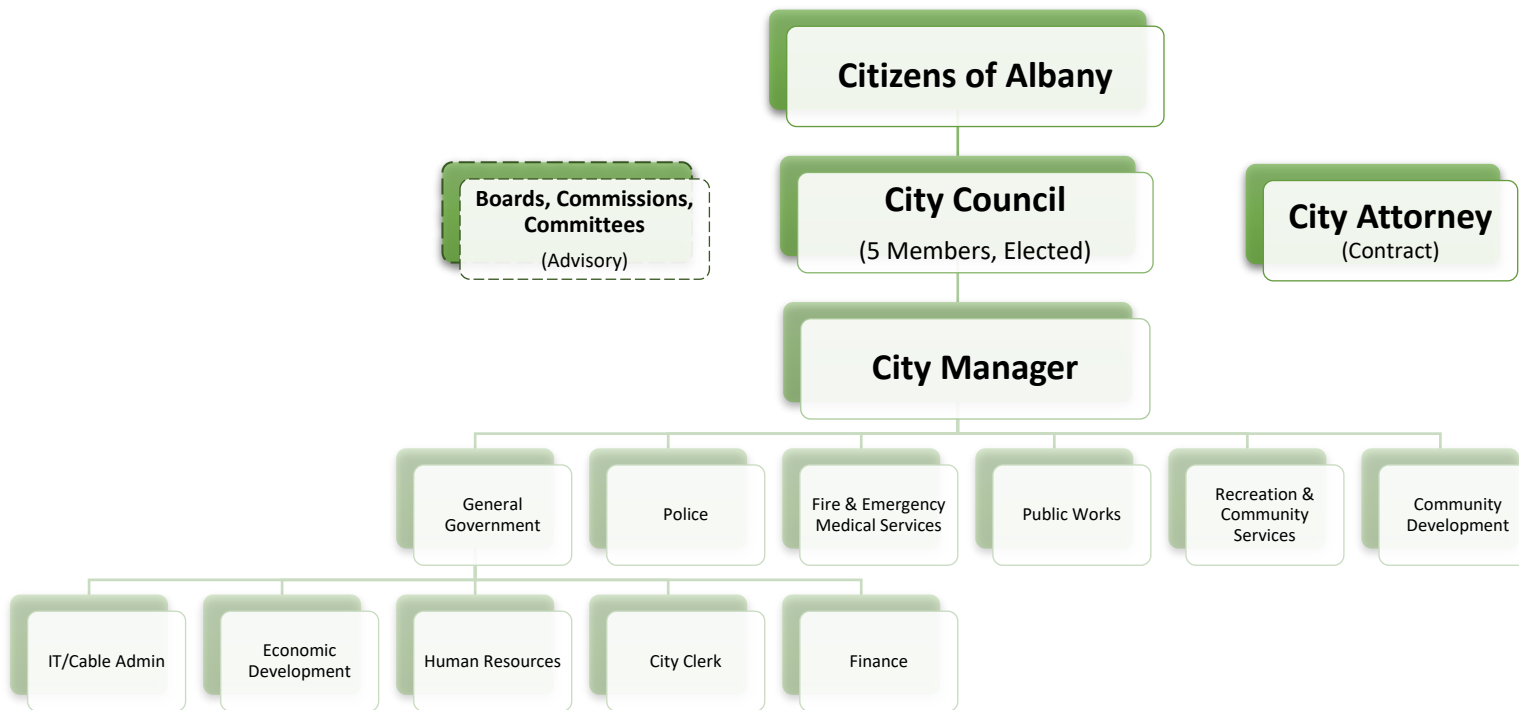 Citizens of Albany
Boards, Commissions,
Committees
(Advisory)
City Council
(5 Members, Elected)
City Attorney
(Contract)
City Manager
General
Government
Police
Fire & Emergency
Medical Services
Public Works
Recreation &
Community
Services
Community
Development
IT/Cable Admin
Economic
Development
Human Resources
City Clerk
Finance